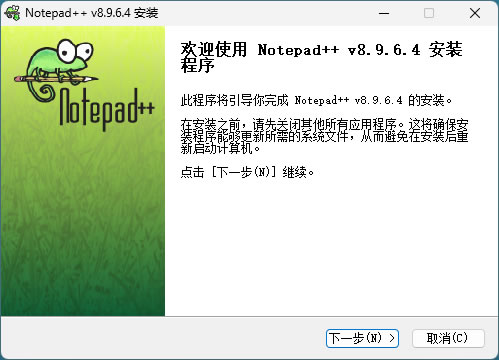 Notepad++ v8.9.6.4 安装
欢迎使用 Notepad++ v8.9.6.4 安装
程序
Notepad++
此程序将引导你完成 Notepad++ v8.9.6.4 的安装。
在安装之前，请先关闭其他所有应用程序。这将确保安
装程序能够更新所需的系统文件，从而避免在安装后重
新启动计算机。
点击 [下一步(N)] 继续。
下一步(N) >
取消(C)